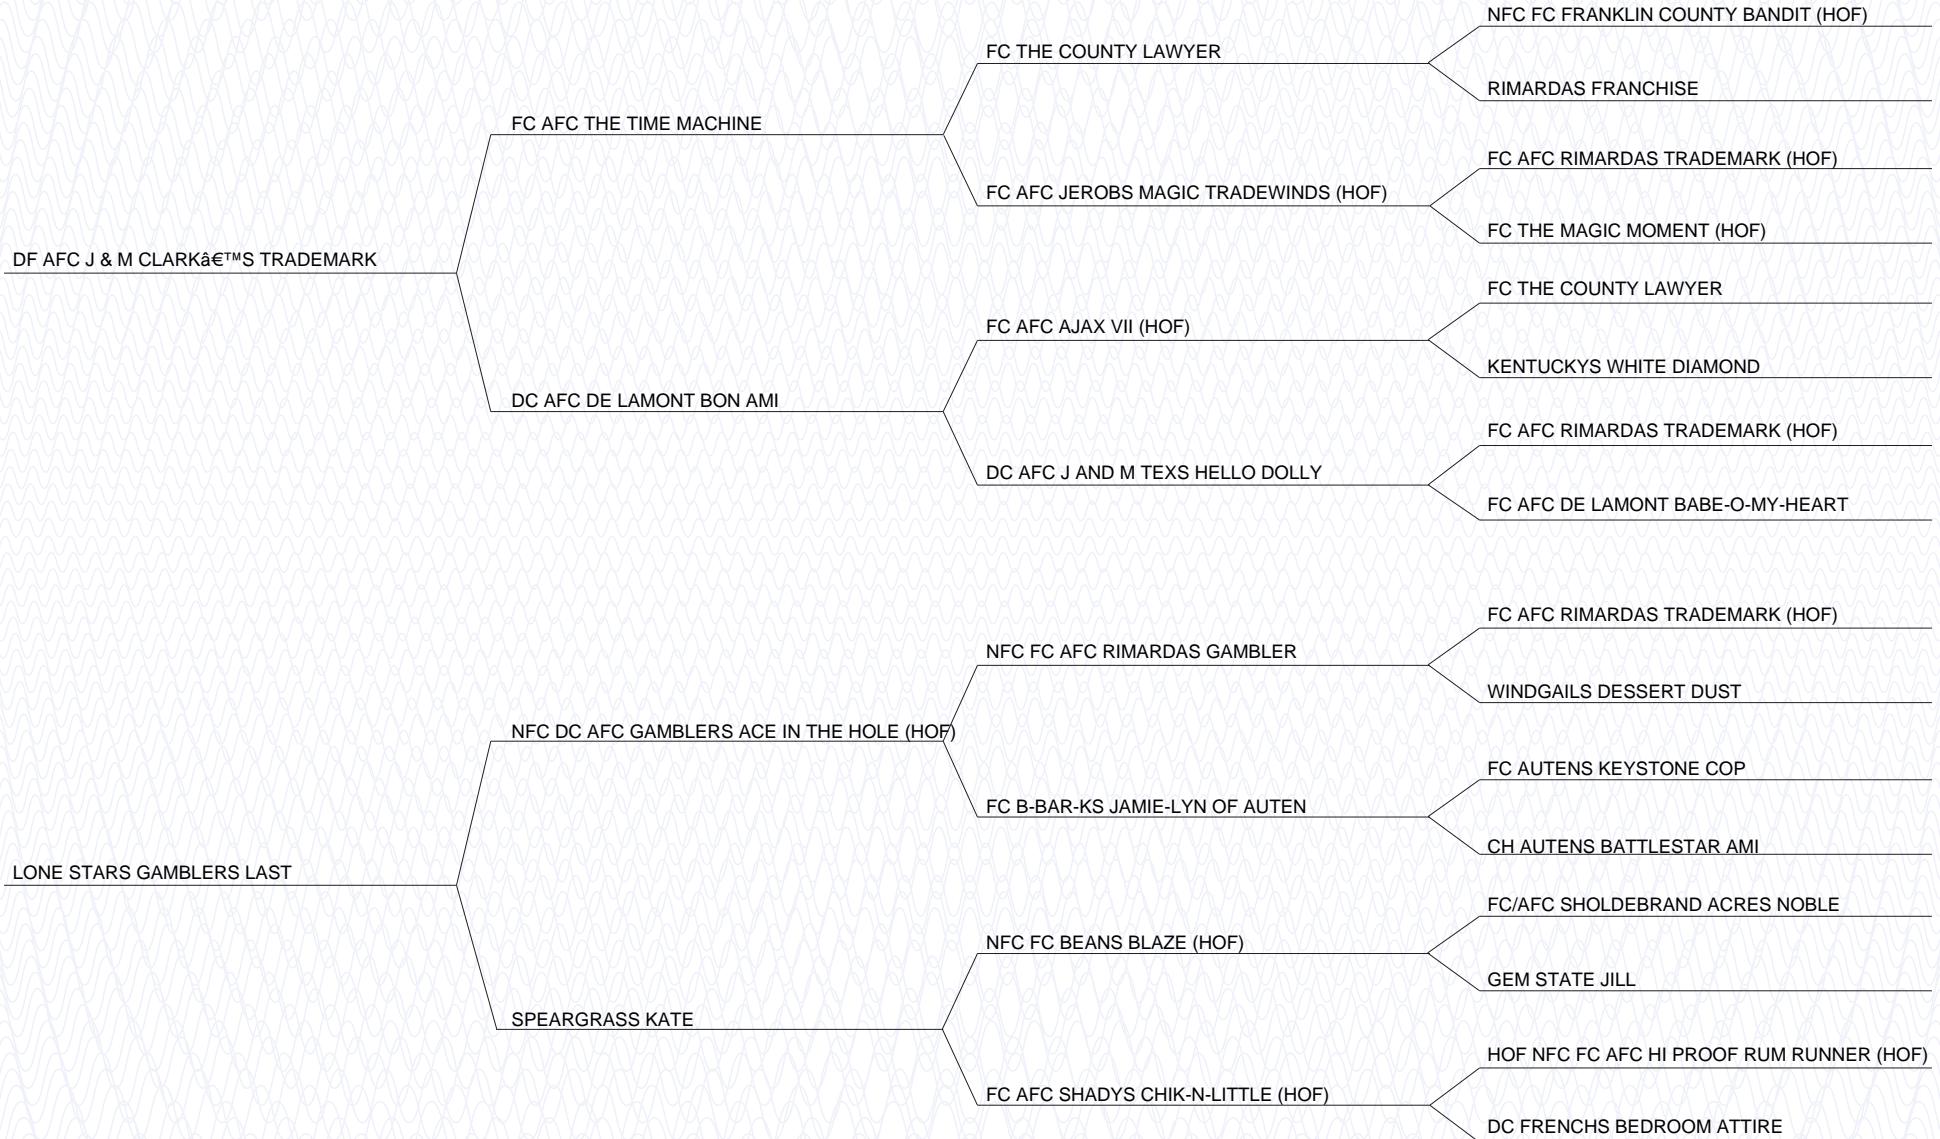 NFC FC FRANKLIN COUNTY BANDIT (HOF)
FC THE COUNTY LAWYER
RIMARDAS FRANCHISE
FC AFC THE TIME MACHINE
FC AFC RIMARDAS TRADEMARK (HOF)
FC AFC JEROBS MAGIC TRADEWINDS (HOF)
FC THE MAGIC MOMENT (HOF)
DF AFC J & M CLARKâ€™S TRADEMARK
FC THE COUNTY LAWYER
FC AFC AJAX VII (HOF)
KENTUCKYS WHITE DIAMOND
DC AFC DE LAMONT BON AMI
FC AFC RIMARDAS TRADEMARK (HOF)
DC AFC J AND M TEXS HELLO DOLLY
FC AFC DE LAMONT BABE-O-MY-HEART
FC AFC RIMARDAS TRADEMARK (HOF)
NFC FC AFC RIMARDAS GAMBLER
WINDGAILS DESSERT DUST
NFC DC AFC GAMBLERS ACE IN THE HOLE (HOF)
FC AUTENS KEYSTONE COP
FC B-BAR-KS JAMIE-LYN OF AUTEN
CH AUTENS BATTLESTAR AMI
LONE STARS GAMBLERS LAST
FC/AFC SHOLDEBRAND ACRES NOBLE
NFC FC BEANS BLAZE (HOF)
GEM STATE JILL
SPEARGRASS KATE
HOF NFC FC AFC HI PROOF RUM RUNNER (HOF)
FC AFC SHADYS CHIK-N-LITTLE (HOF)
DC FRENCHS BEDROOM ATTIRE